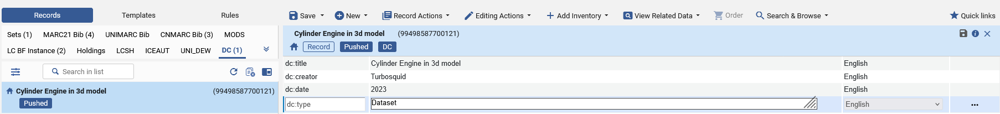 Records Templates Rules
Sets (1) MARC21 Bib (4) UNIMARC Bib CNMARC Bib (3) MODS
LC BF Instance (2) Holdings LCSH ICEAUT UNI_DEW DC (1)
Search in list
Cylinder Engine in 3d model (99498587700121)
Pushed
Save New Record Actions Editing Actions Add Inventory View Related Data Order Search & Browse Quick links
Cylinder Engine in 3d model (99498587700121)
Record Pushed DC
dc:title Cylinder Engine in 3d model English
dc:creator Turbosquid English
dc:date 2023 English
dc:type Dataset English